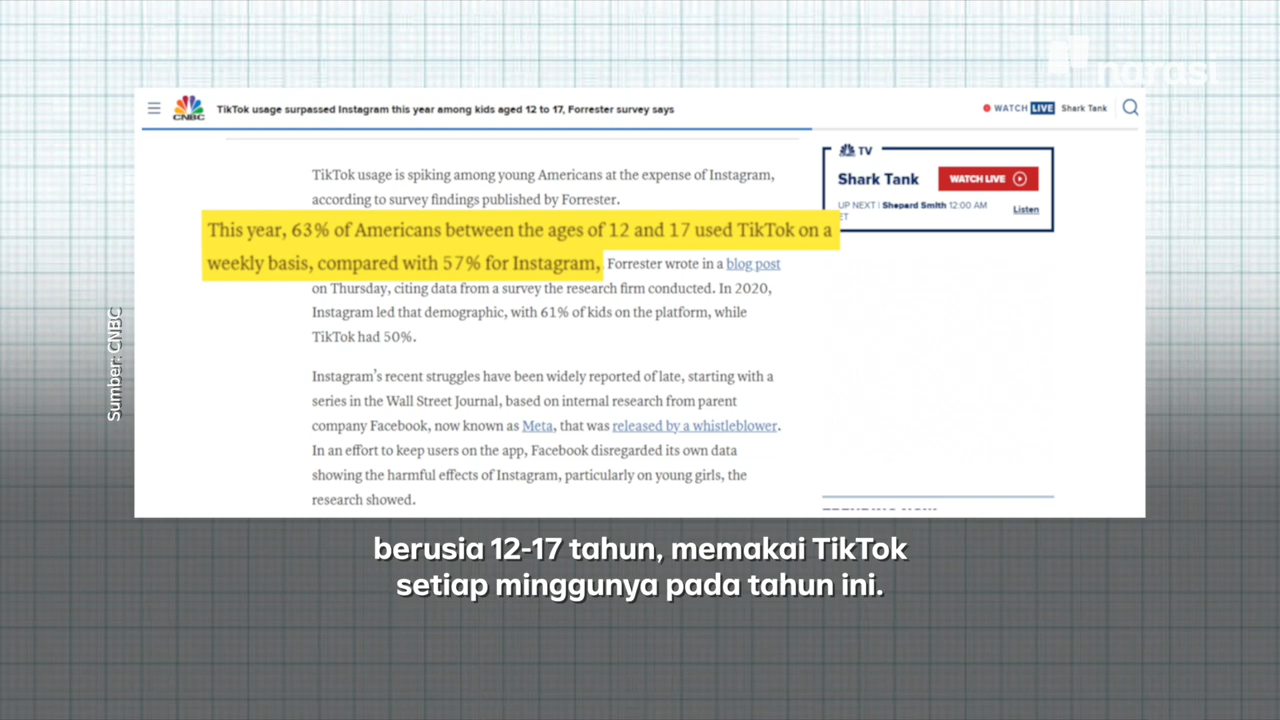 narasi
CNBC
TikTok usage surpassed Instagram this year among kids aged 12 to 17, Forrester survey says
WATCH LIVE
Shark Tank
TikTok usage is spiking among young Americans at the expense of Instagram,
according to survey findings published by Forrester.
This year, 63% of Americans between the ages of 12 and 17 used TikTok on a
weekly basis, compared with 57% for Instagram, Forrester wrote in a blog post
on Thursday, citing data from a survey the research firm conducted. In 2020,
Instagram led that demographic, with 61% of kids on the platform, while
TikTok had 50%.
Instagram's recent struggles have been widely reported of late, starting with a
series in the Wall Street Journal, based on internal research from parent
company Facebook, now known as Meta, that was released by a whistleblower.
In an effort to keep users on the app, Facebook disregarded its own data
showing the harmful effects of Instagram, particularly on young girls, the
research showed.
TV
Shark Tank
WATCH LIVE
UP NEXT | Shepard Smith 12:00 AM
ET
Listen
Sumber: CNBC
berusia 12-17 tahun, memakai TikTok
setiap minggunya pada tahun ini.